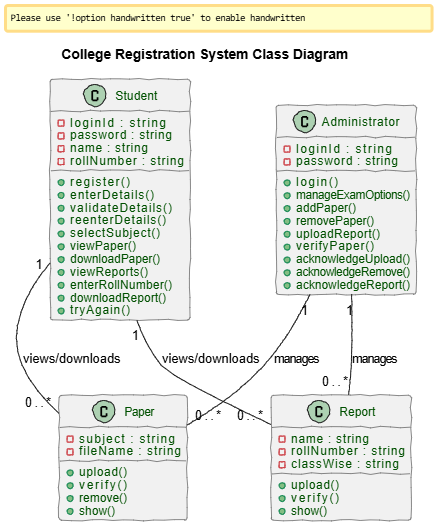 Please use '!option handwritten true' to enable handwritten
College Registration System Class Diagram
C Student
loginId : string
password : string
name : string
rollNumber : string
register()
enterDetails()
validateDetails()
reenterDetails()
selectSubject()
viewPaper()
downloadPaper()
viewReports()
enterRollNumber()
downloadReport()
tryAgain()
C Administrator
loginId : string
password : string
login()
manageExamOptions()
addPaper()
removePaper()
uploadReport()
verifyPaper()
acknowledgeUpload()
acknowledgeRemove()
acknowledgeReport()
1
1
1
1
views/downloads
views/downloads
manages
manages
0..*
0..*
0..*
0..*
C Paper
subject : string
fileName : string
upload()
verify()
remove()
show()
C Report
name : string
rollNumber : string
classWise : string
upload()
verify()
show()